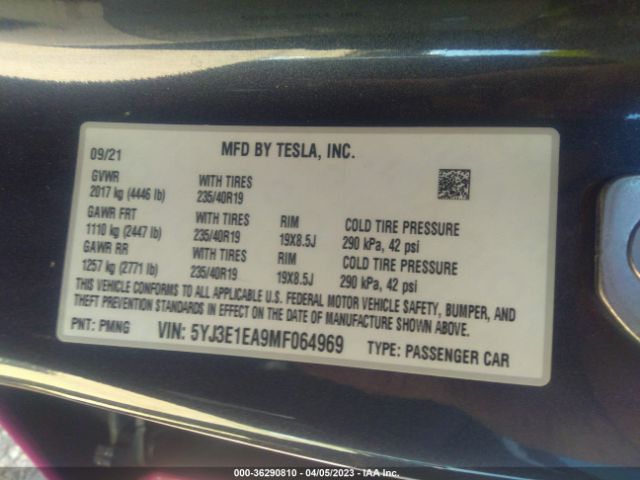 MFD BY TESLA, INC.
09/21
GVWR
2017 kg (4446 lb)
WITH TIRES
235/40R19
GAWR FRT
1110 kg (2447 lb)
WITH TIRES
235/40R19
RIM
19X8.5J
COLD TIRE PRESSURE
290 kPa, 42 psi
GAWR RR
1257 kg (2771 lb)
WITH TIRES
235/40R19
RIM
19X8.5J
COLD TIRE PRESSURE
290 kPa, 42 psi
THIS VEHICLE CONFORMS TO ALL APPLICABLE U.S. FEDERAL MOTOR VEHICLE SAFETY, BUMPER, AND
THEFT PREVENTION STANDARDS IN EFFECT ON THE DATE OF MANUFACTURE SHOWN ABOVE.
PNT: PMNG VIN: 5YJ3E1EA9MF064969 TYPE: PASSENGER CAR
000-36290810 - 04/05/2023 - IAA Inc.